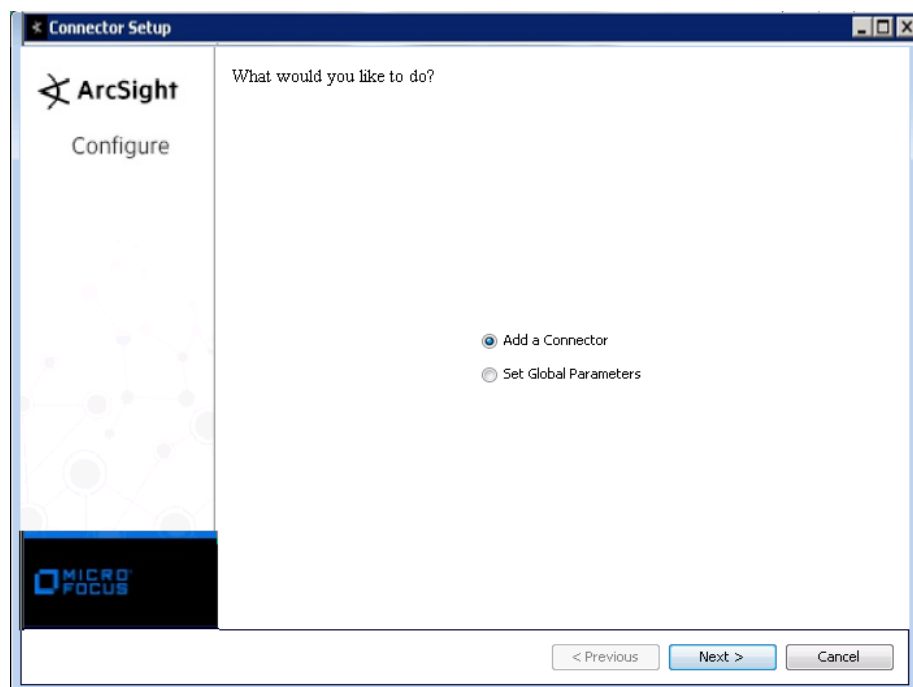 Connector Setup
ArcSight
Configure
What would you like to do?
Add a Connector
Set Global Parameters
MICRO
FOCUS
< Previous
Next >
Cancel